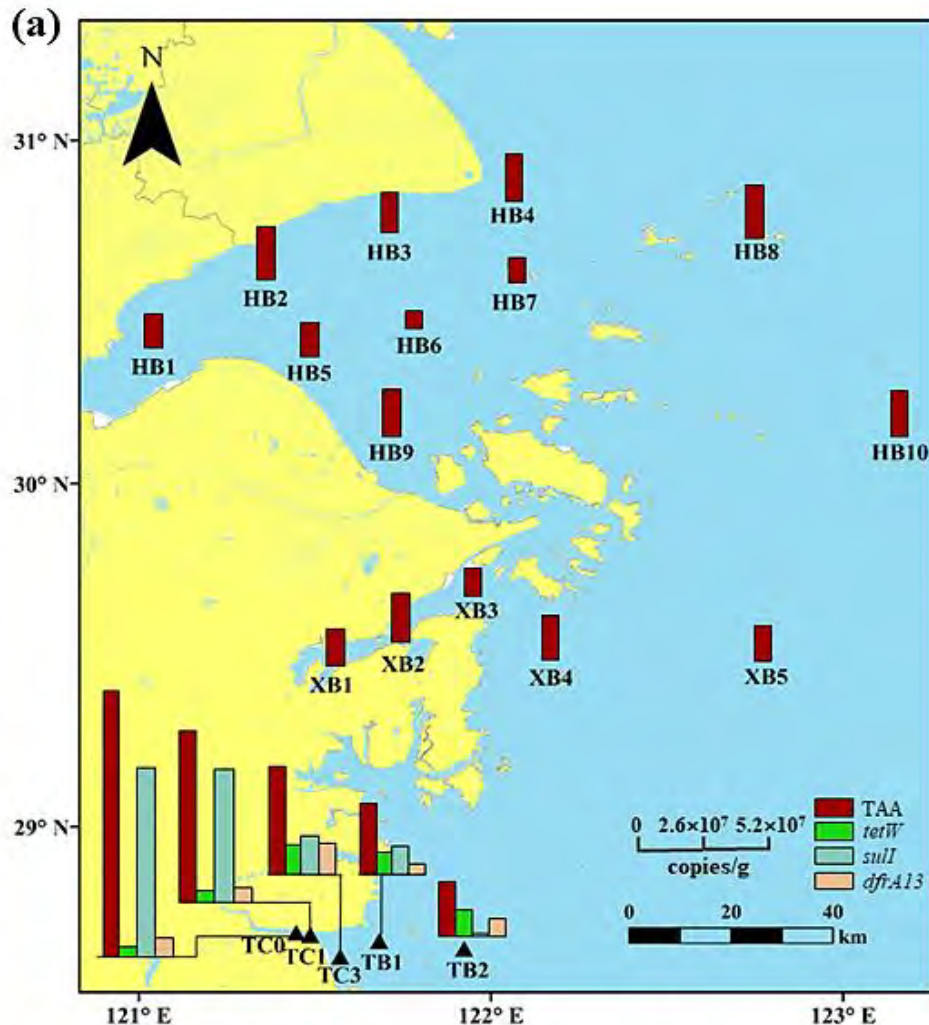 (a)
N
31° N
30° N
29° N
HB4
HB8
HB3
HB2
HB7
HB6
HB1
HB5
HB9
HB10
XB3
XB2
XB1
XB4
XB5
0 2.6×10⁷ 5.2×10⁷
copies/g
TAA
tetW
sulI
dfrA13
0 20 40
km
TC0
TC1
TC3
TB1
TB2
121° E
122° E
123° E